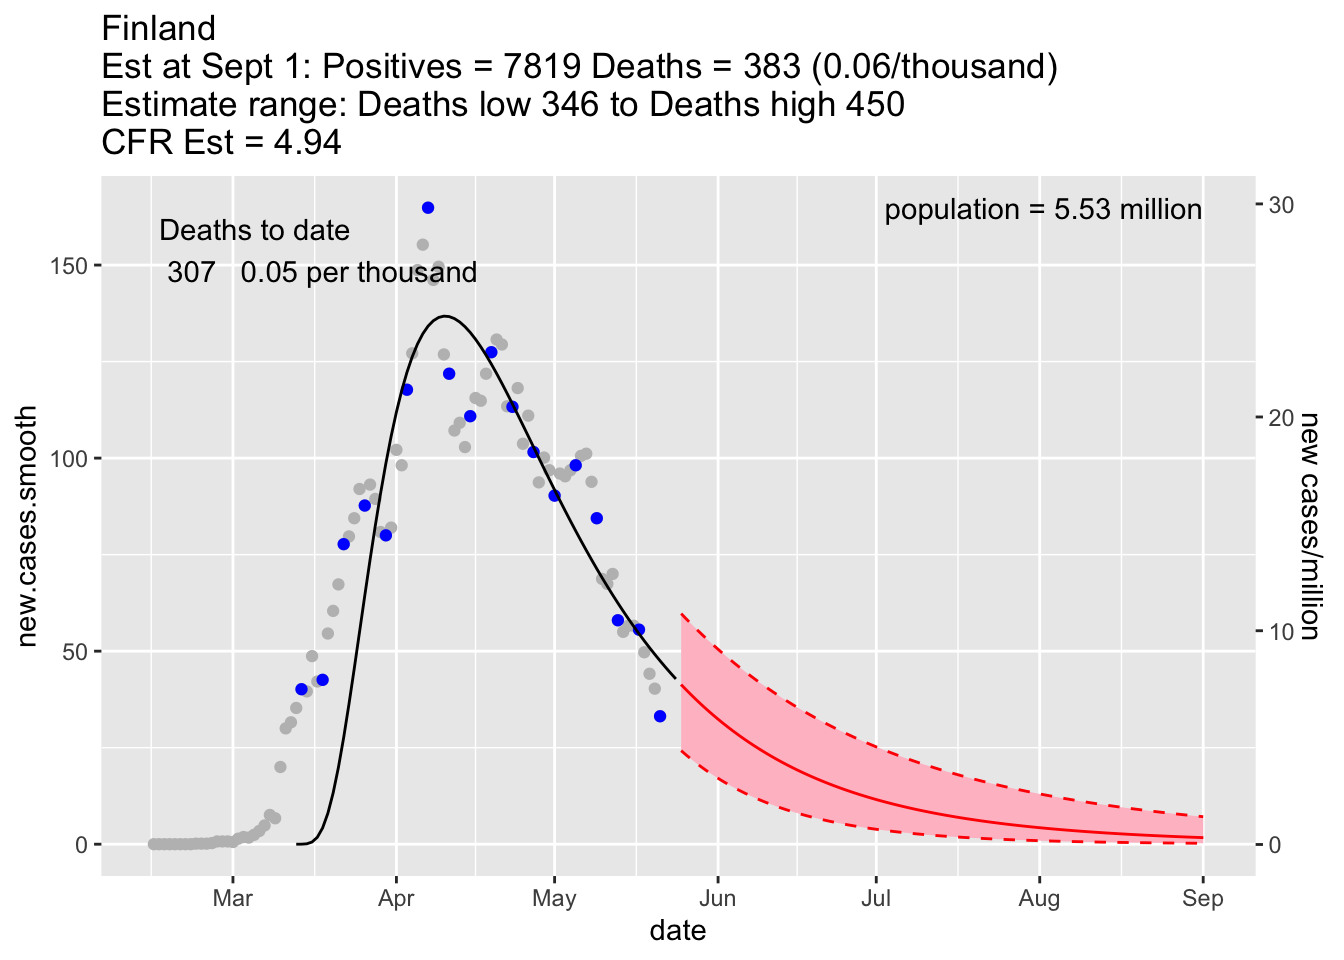 Finland
Est at Sept 1: Positives = 7819 Deaths = 383 (0.06/thousand)
Estimate range: Deaths low 346 to Deaths high 450
CFR Est = 4.94
Deaths to date
307 0.05 per thousand
population = 5.53 million
150
100
50
0
new.cases.smooth
30
20
10
0
new cases/million
Mar Apr May Jun Jul Aug Sep
date